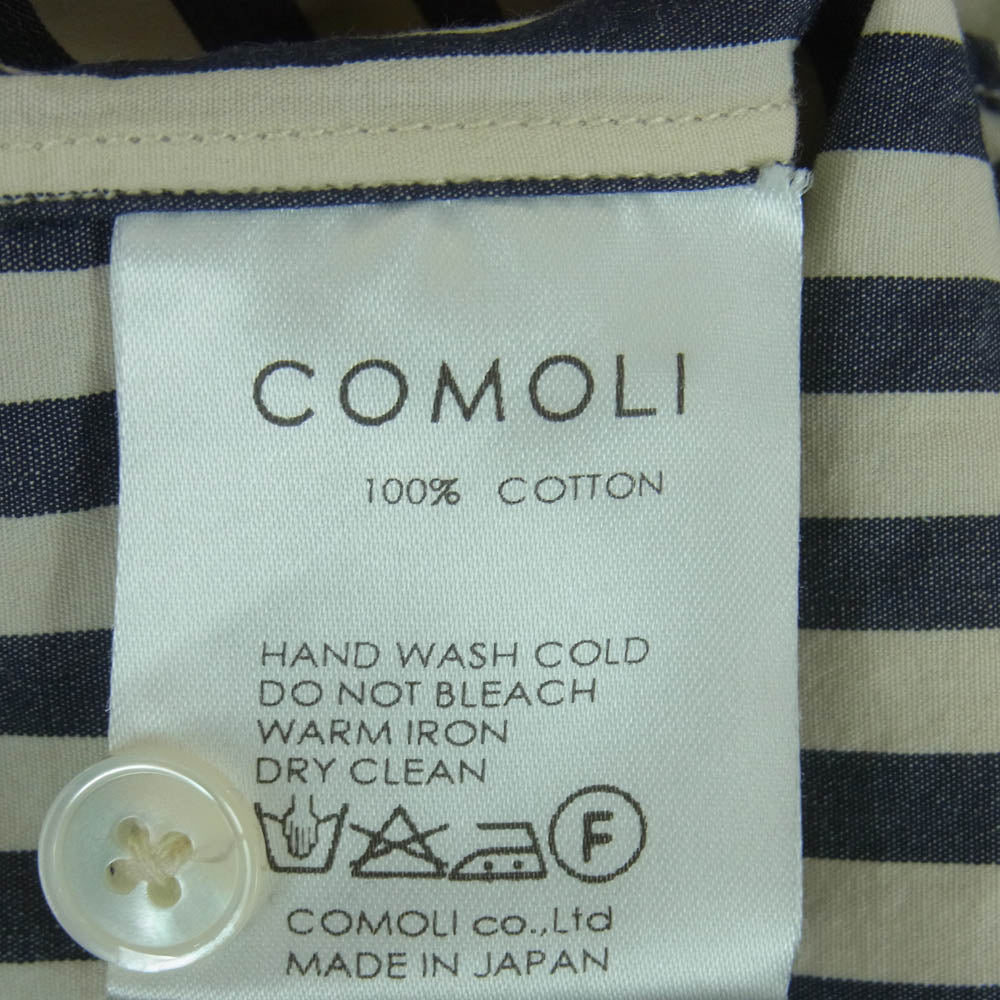 COMOLI
100% COTTON
HAND WASH COLD
DO NOT BLEACH
WARM IRON
DRY CLEAN
F
COMOLI co.,Ltd
MADE IN JAPAN